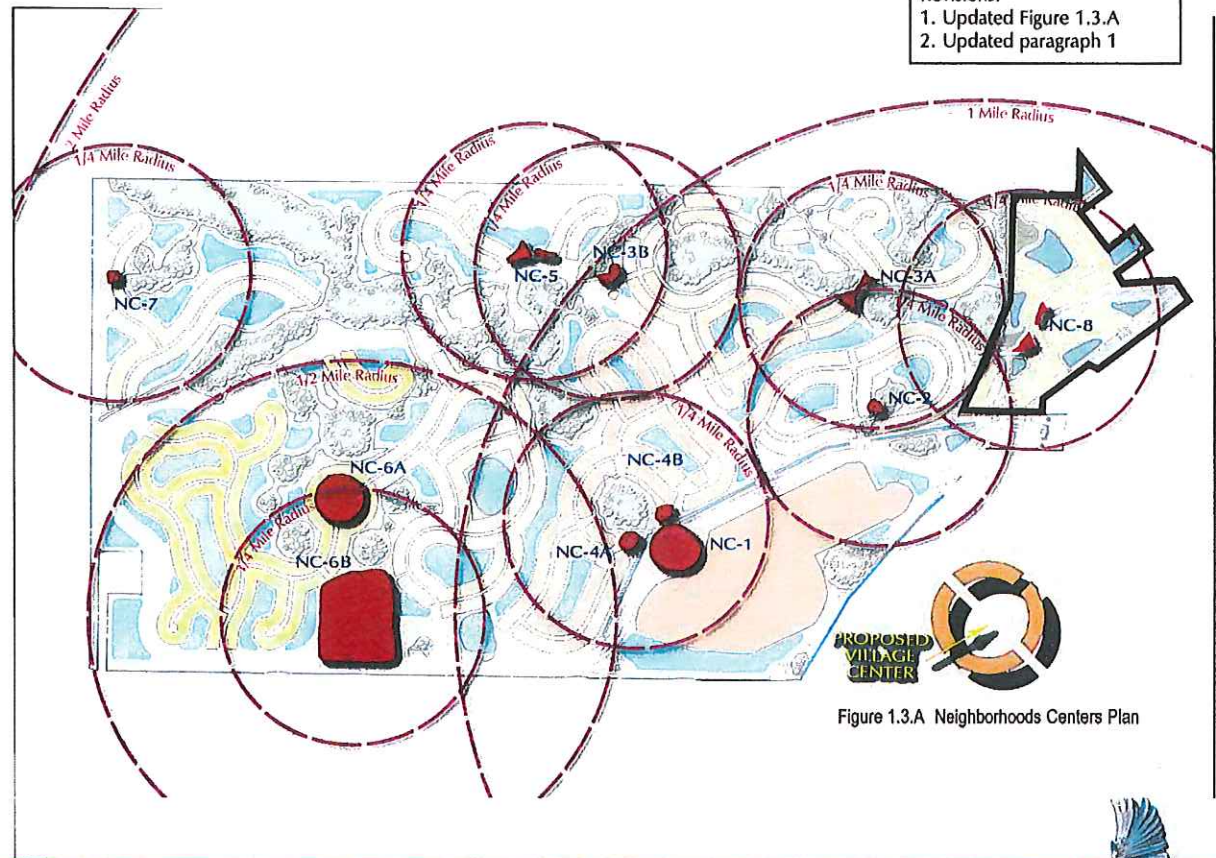 1. Updated Figure 1.3.A
2. Updated paragraph 1
1 Mile Radius
Mile Radius
1/4 Mile Radius
1/4 Mile Radius
1/4 Mile Radius
1/4 Mile Radius
NC-3B
NC-5
NC-3A
NC-7
NC-8
NC-2
1/2 Mile Radius
1/4 Mile Radius
NC-4B
NC-6A
1/4 Mile Radius
NC-4A
NC-1
NC-6B
PROPOSED
VILLAGE
CENTER
Figure 1.3.A Neighborhoods Centers Plan